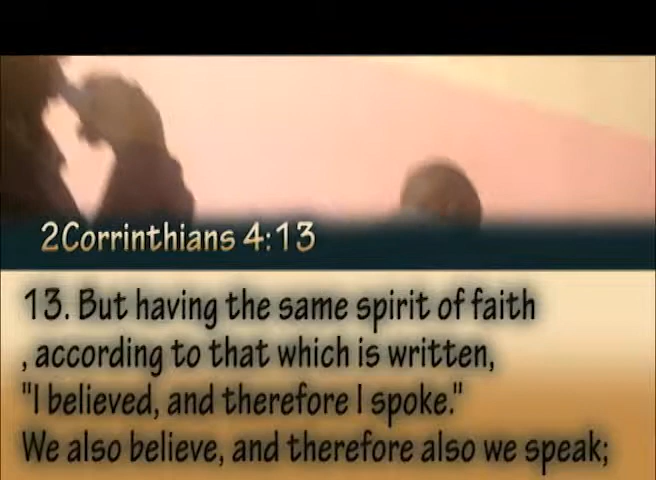 2Corrinthians 4:13
13. But having the same spirit of faith
, according to that which is written,
"I believed, and therefore I spoke."
We also believe, and therefore also we speak;